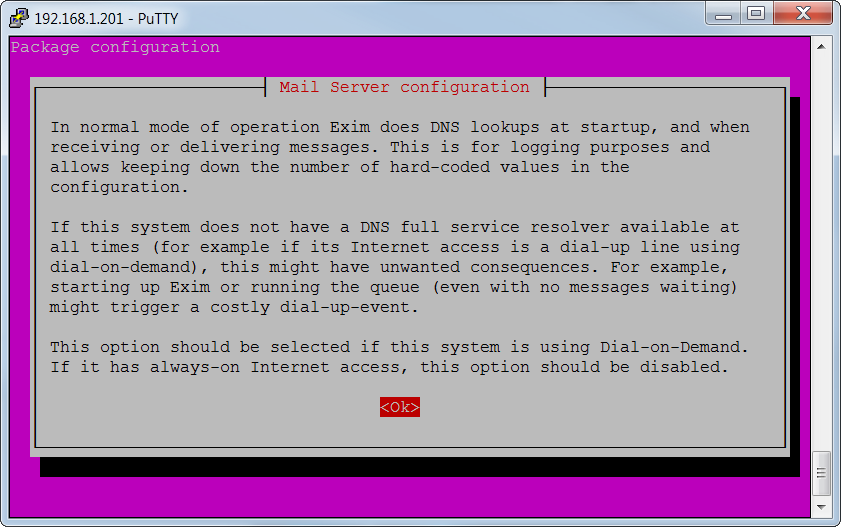 192.168.1.201 - PuTTY
Package configuration
Mail Server configuration
In normal mode of operation Exim does DNS lookups at startup, and when
receiving or delivering messages. This is for logging purposes and
allows keeping down the number of hard-coded values in the
configuration.
If this system does not have a DNS full service resolver available at
all times (for example if its Internet access is a dial-up line using
dial-on-demand), this might have unwanted consequences. For example,
starting up Exim or running the queue (even with no messages waiting)
might trigger a costly dial-up-event.
This option should be selected if this system is using Dial-on-Demand.
If it has always-on Internet access, this option should be disabled.
<Ok>